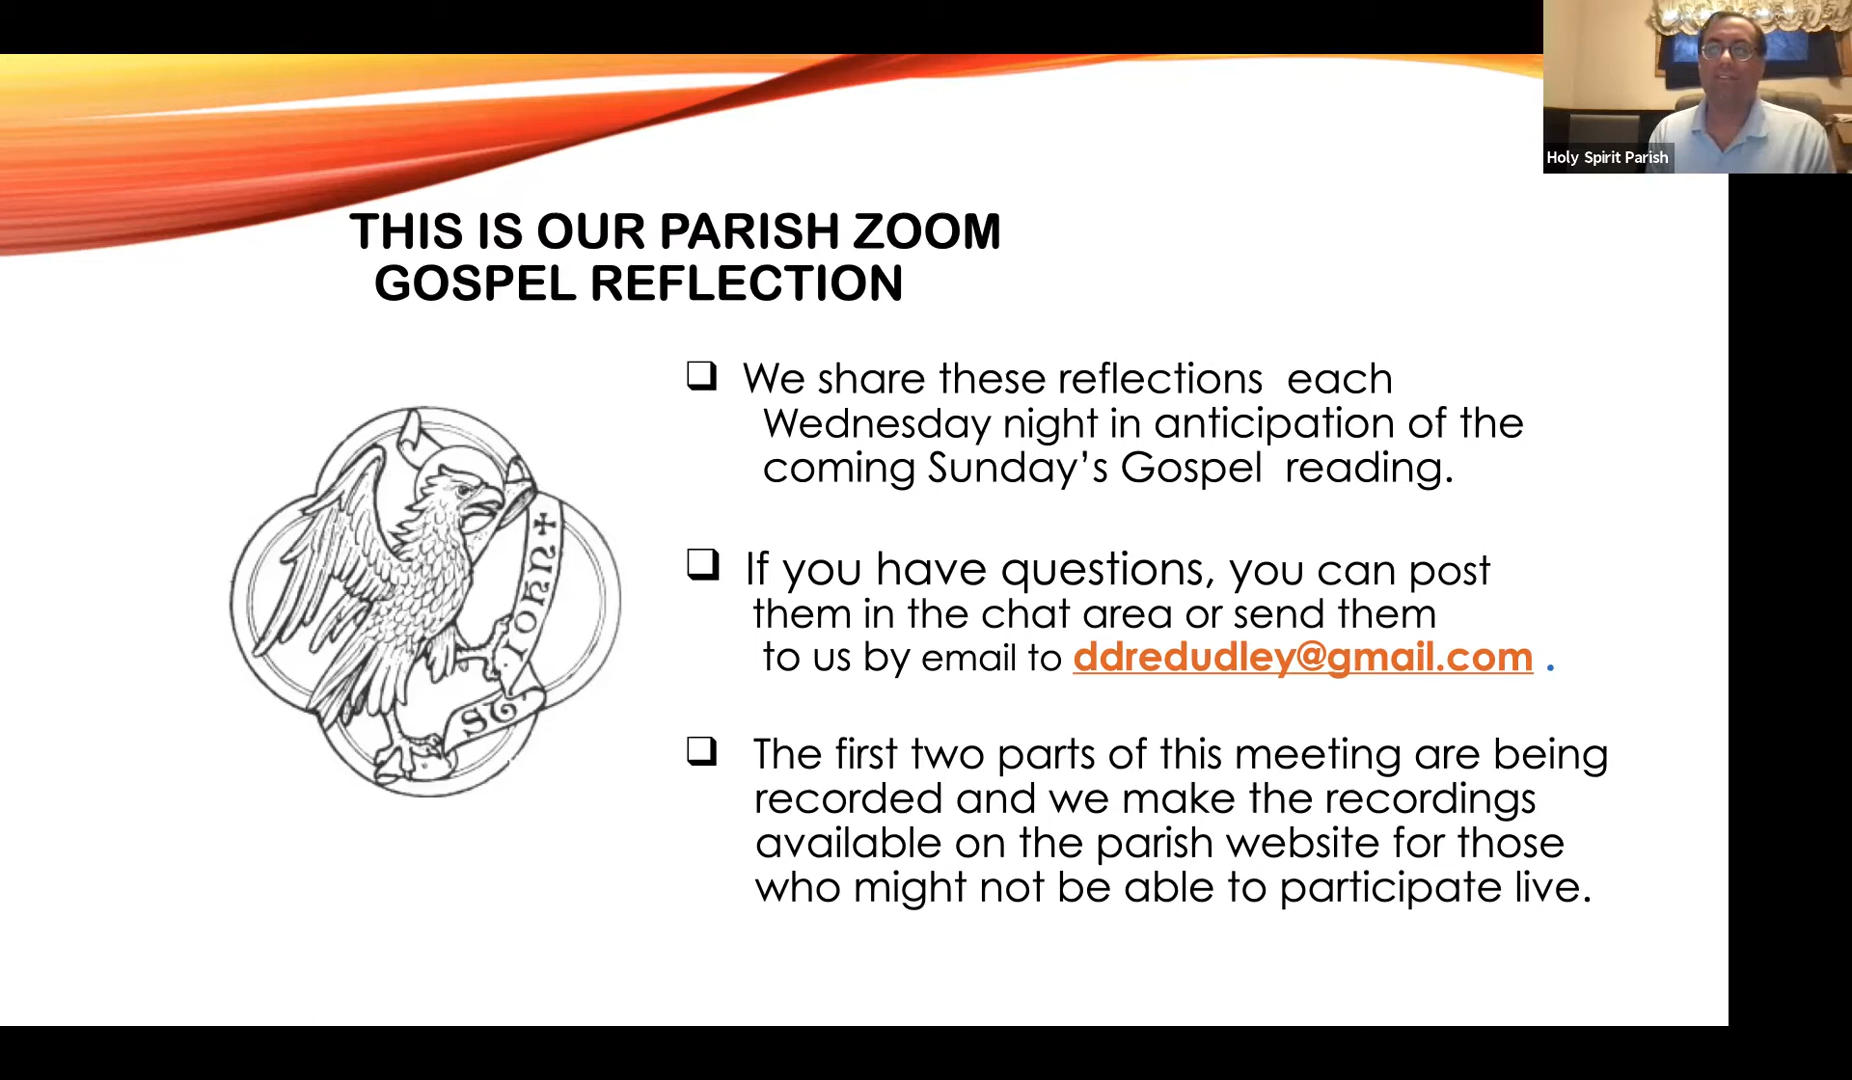 Holy Spirit Parish
THIS IS OUR PARISH ZOOM
GOSPEL REFLECTION
We share these reflections each
Wednesday night in anticipation of the
coming Sunday’s Gospel reading.
If you have questions, you can post
them in the chat area or send them
to us by email to ddredudley@gmail.com .
The first two parts of this meeting are being
recorded and we make the recordings
available on the parish website for those
who might not be able to participate live.
ST
JOHN